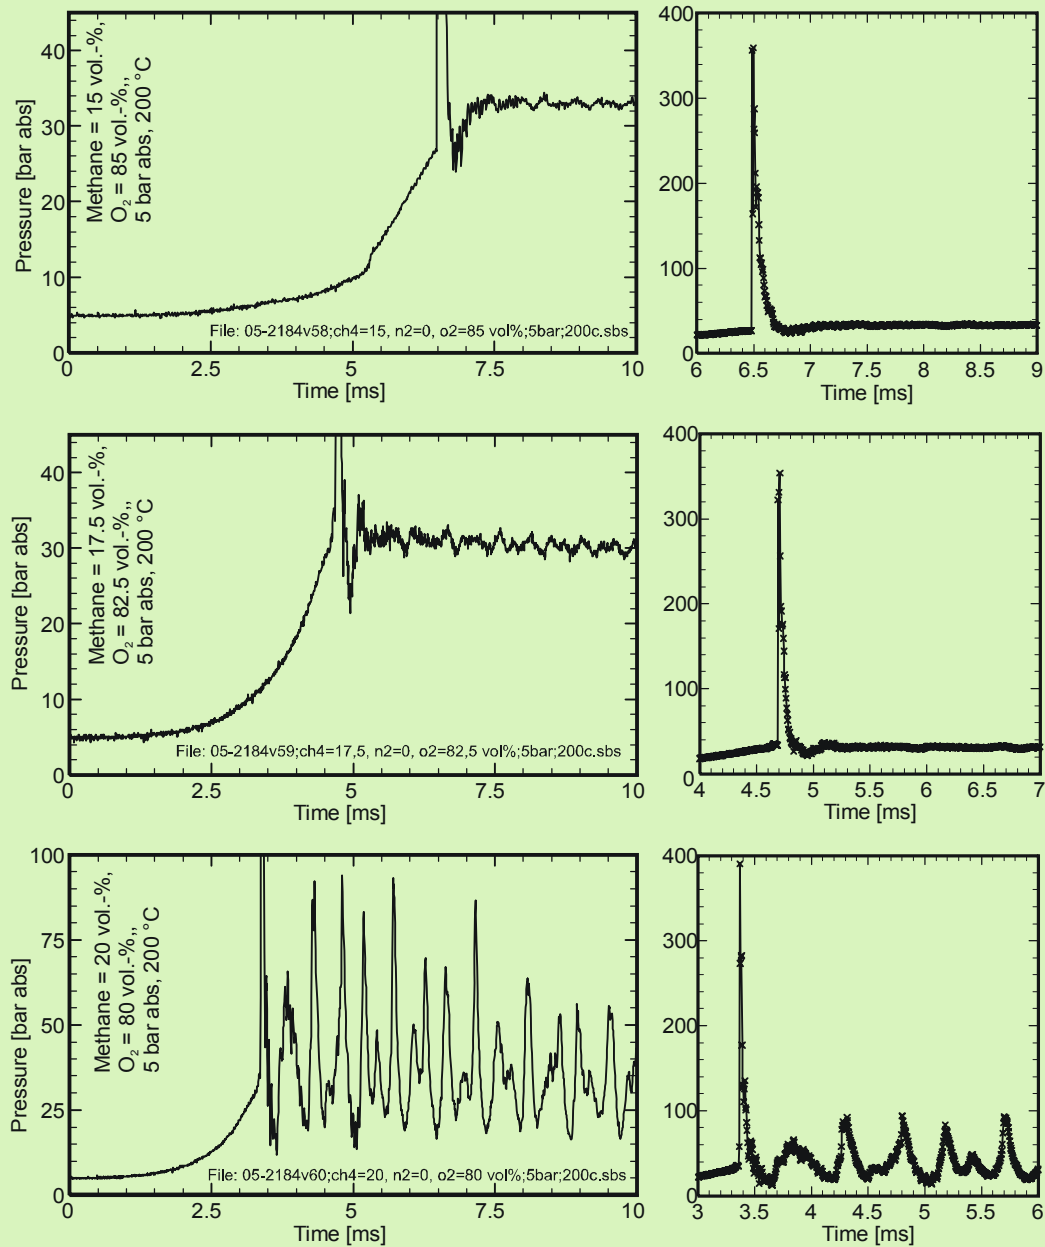 Methane = 15 vol.-%,
O₂ = 85 vol.-%,,
5 bar abs, 200 °C
Pressure [bar abs]
40
30
20
10
0
File: 05-2184v58;ch4=15, n2=0, o2=85 vol%;5bar;200c.sbs
0 2.5 5 7.5 10
Time [ms]
400
300
200
100
0
6 6.5 7 7.5 8 8.5 9
Time [ms]
Methane = 17.5 vol.-%,
O₂ = 82.5 vol.-%,,
5 bar abs, 200 °C
Pressure [bar abs]
40
30
20
10
0
File: 05-2184v59;ch4=17,5, n2=0, o2=82,5 vol%;5bar;200c.sbs
0 2.5 5 7.5 10
Time [ms]
400
300
200
100
0
4 4.5 5 5.5 6 6.5 7
Time [ms]
Methane = 20 vol.-%,
O₂ = 80 vol.-%,,
5 bar abs, 200 °C
Pressure [bar abs]
100
75
50
25
0
File: 05-2184v60;ch4=20, n2=0, o2=80 vol%;5bar;200c.sbs
0 2.5 5 7.5 10
Time [ms]
400
300
200
100
0
3 3.5 4 4.5 5 5.5 6
Time [ms]